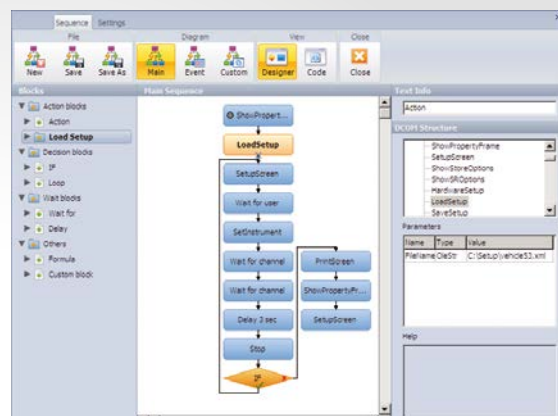 Sequence Settings
File Diagram View Close
New Save Save As Main Event Custom Designer Code Close
Blocks
Action blocks
Action
Load Setup
Decision blocks
IF
Loop
Wait blocks
Wait for
Delay
Others
Formula
Custom block
Main Sequence
ShowPropert...
LoadSetup
SetupScreen
Wait for user
SetInstrument
Wait for channel
Wait for channel
Delay 3 sec
Stop
IF
PrintScreen
ShowPropertyFr...
SetupScreen
Text Info
Action
DCOM Structure
ShowPropertyFrame
SetupScreen
ShowStoreOptions
ShowSROptions
HardwareSetup
LoadSetup
SaveSetup
Parameters
Name Type Value
FileName OleStr C:\Setup\vehicle53.xml
Help